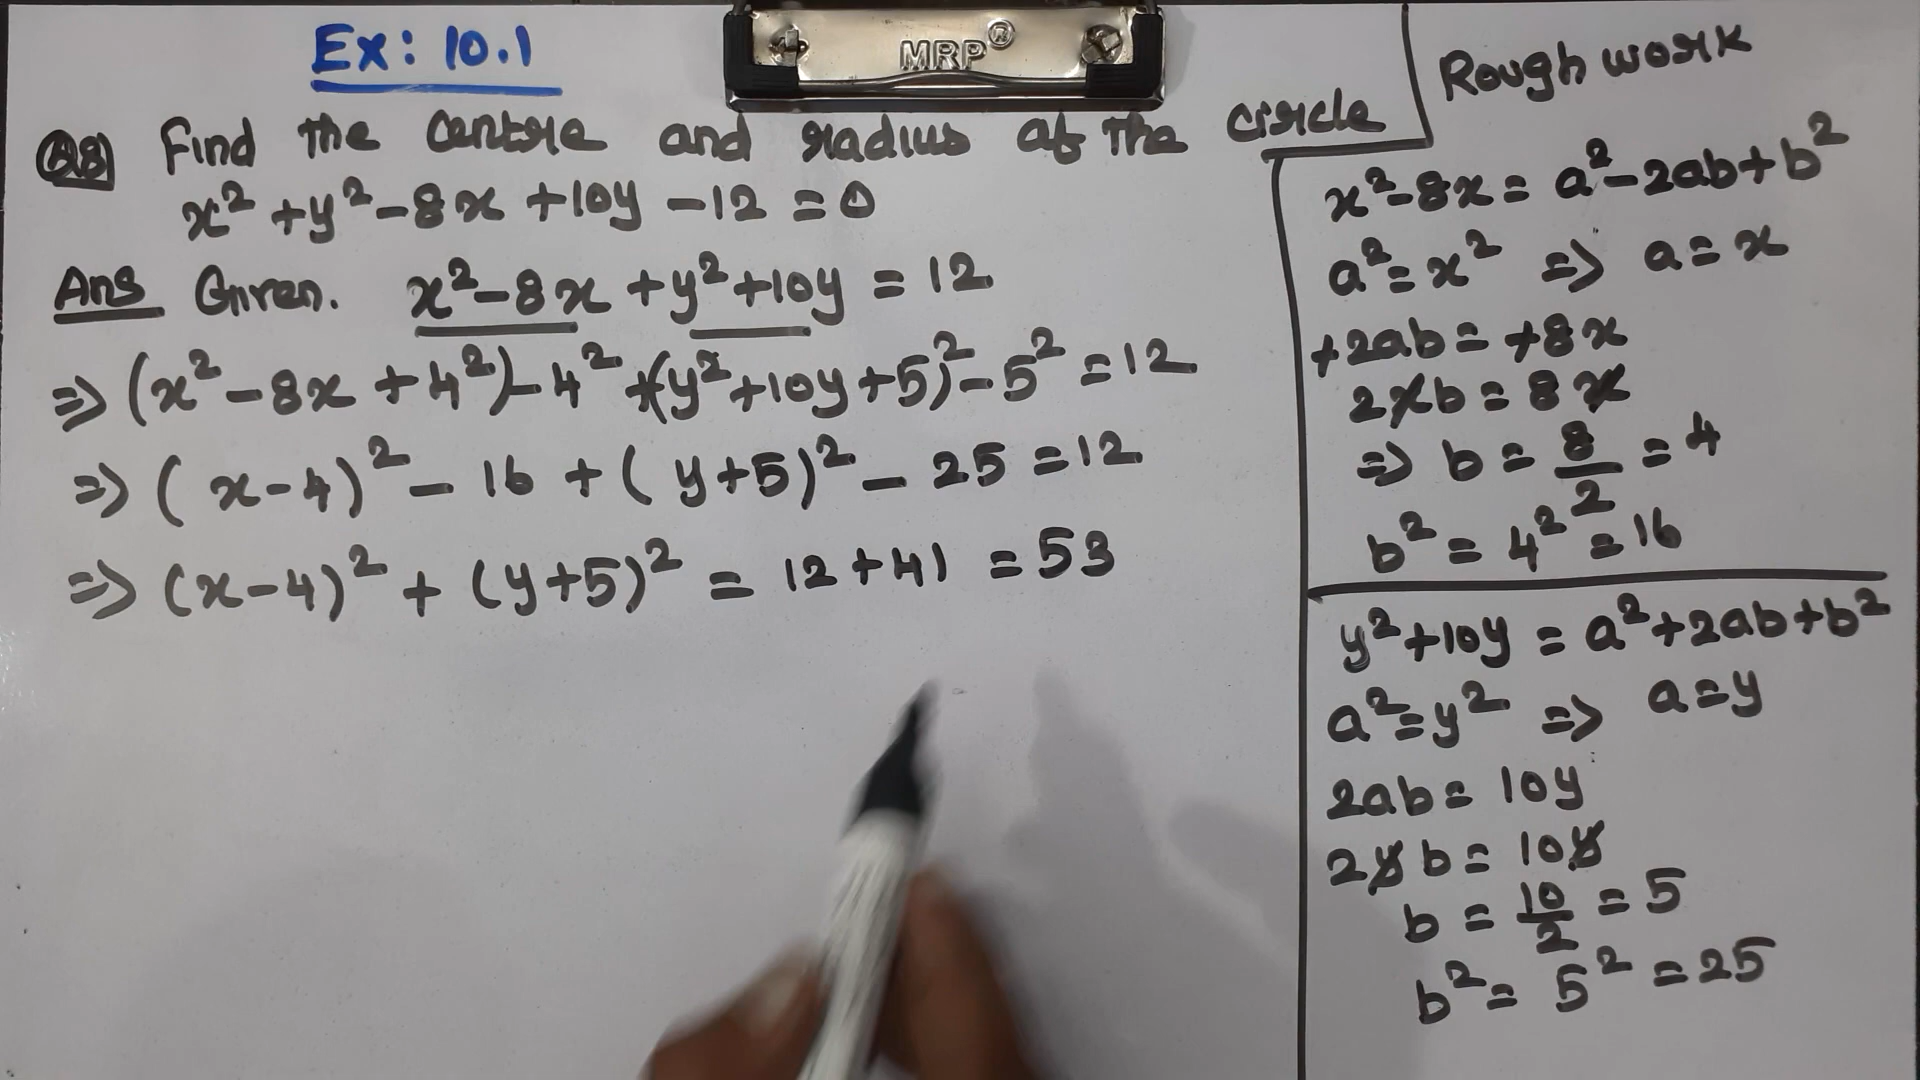 Ex: 10.1
MRP®
Q8) Find the centre and radius of the circle
x² + y² - 8x + 10y - 12 = 0
Ans Given. x² - 8x + y² + 10y = 12
⇒ (x² - 8x + 4²) - 4² + (y² + 10y + 5)² - 5² = 12
⇒ (x - 4)² - 16 + (y + 5)² - 25 = 12
⇒ (x - 4)² + (y + 5)² = 12 + 41 = 53
Rough work
x² - 8x = a² - 2ab + b²
a² = x² ⇒ a = x
+2ab = +8x
2xb = 8x
⇒ b = 8/2 = 4
b² = 4² = 16
y² + 10y = a² + 2ab + b²
a² = y² ⇒ a = y
2ab = 10y
2yb = 10y
b = 10/2 = 5
b² = 5² = 25